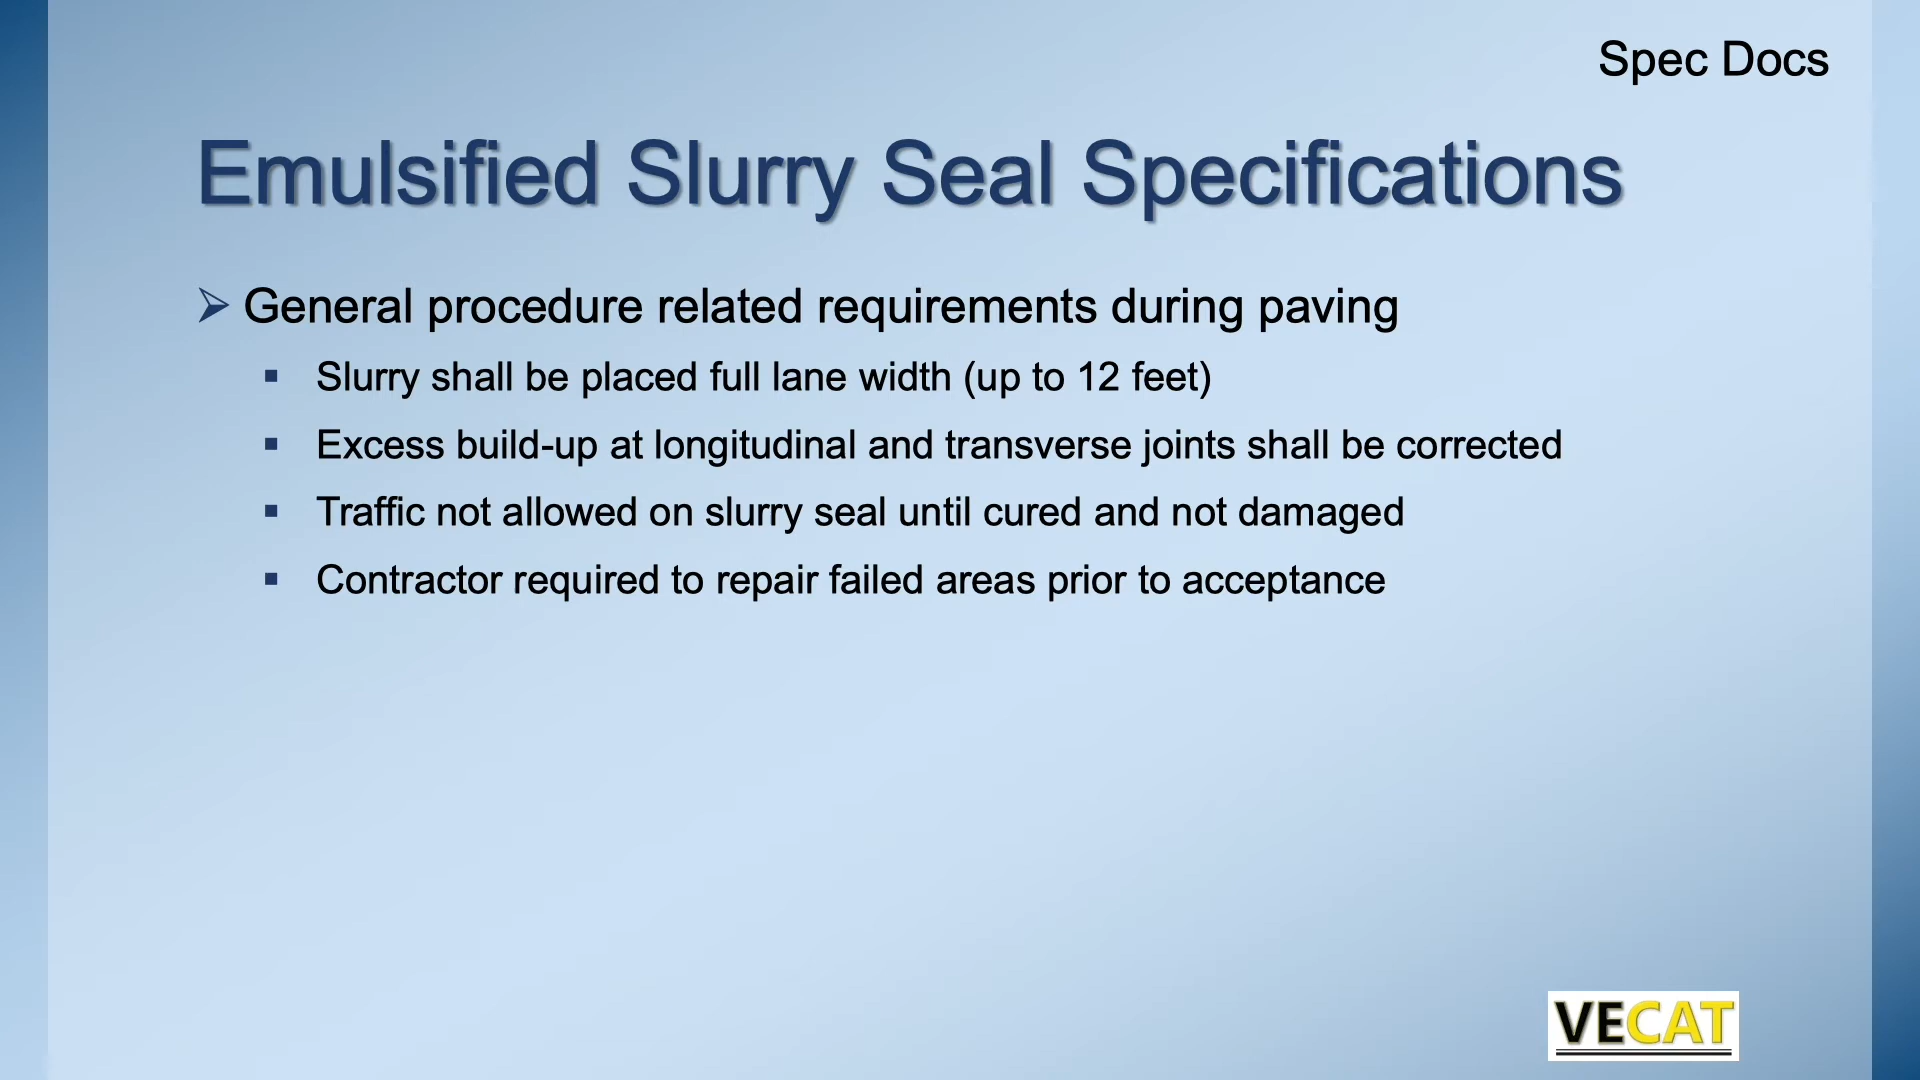 Spec Docs
Emulsified Slurry Seal Specifications
General procedure related requirements during paving
Slurry shall be placed full lane width (up to 12 feet)
Excess build-up at longitudinal and transverse joints shall be corrected
Traffic not allowed on slurry seal until cured and not damaged
Contractor required to repair failed areas prior to acceptance
VECAT